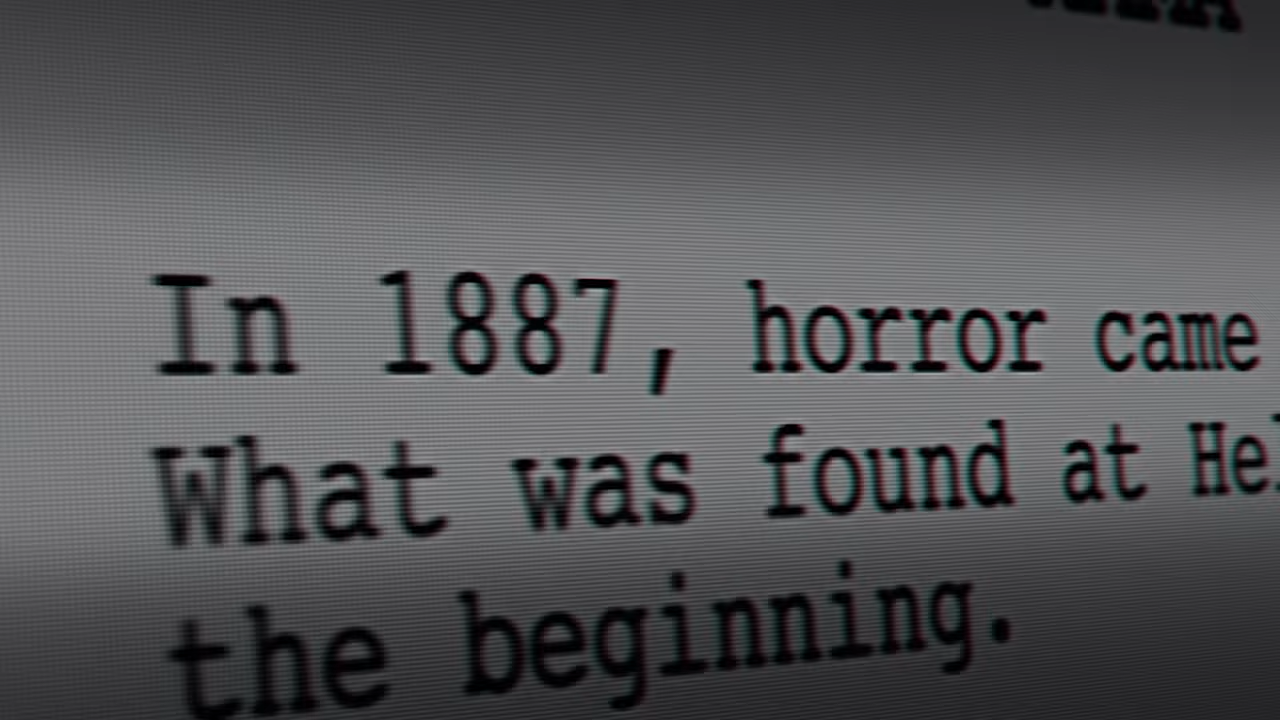 In 1887, horror came
What was found at
the beginning.